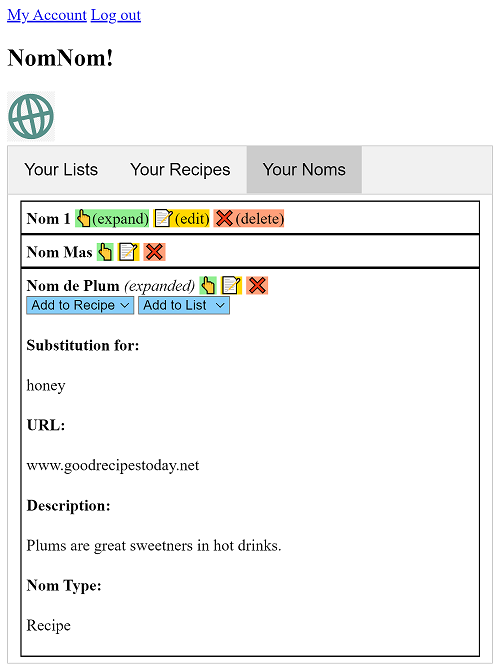 My Account Log out
NomNom!
Your Lists Your Recipes Your Noms
Nom 1 (expand) (edit) (delete)
Nom Mas
Nom de Plum (expanded)
Add to Recipe Add to List
Substitution for:
honey
URL:
www.goodrecipestoday.net
Description:
Plums are great sweetners in hot drinks.
Nom Type:
Recipe